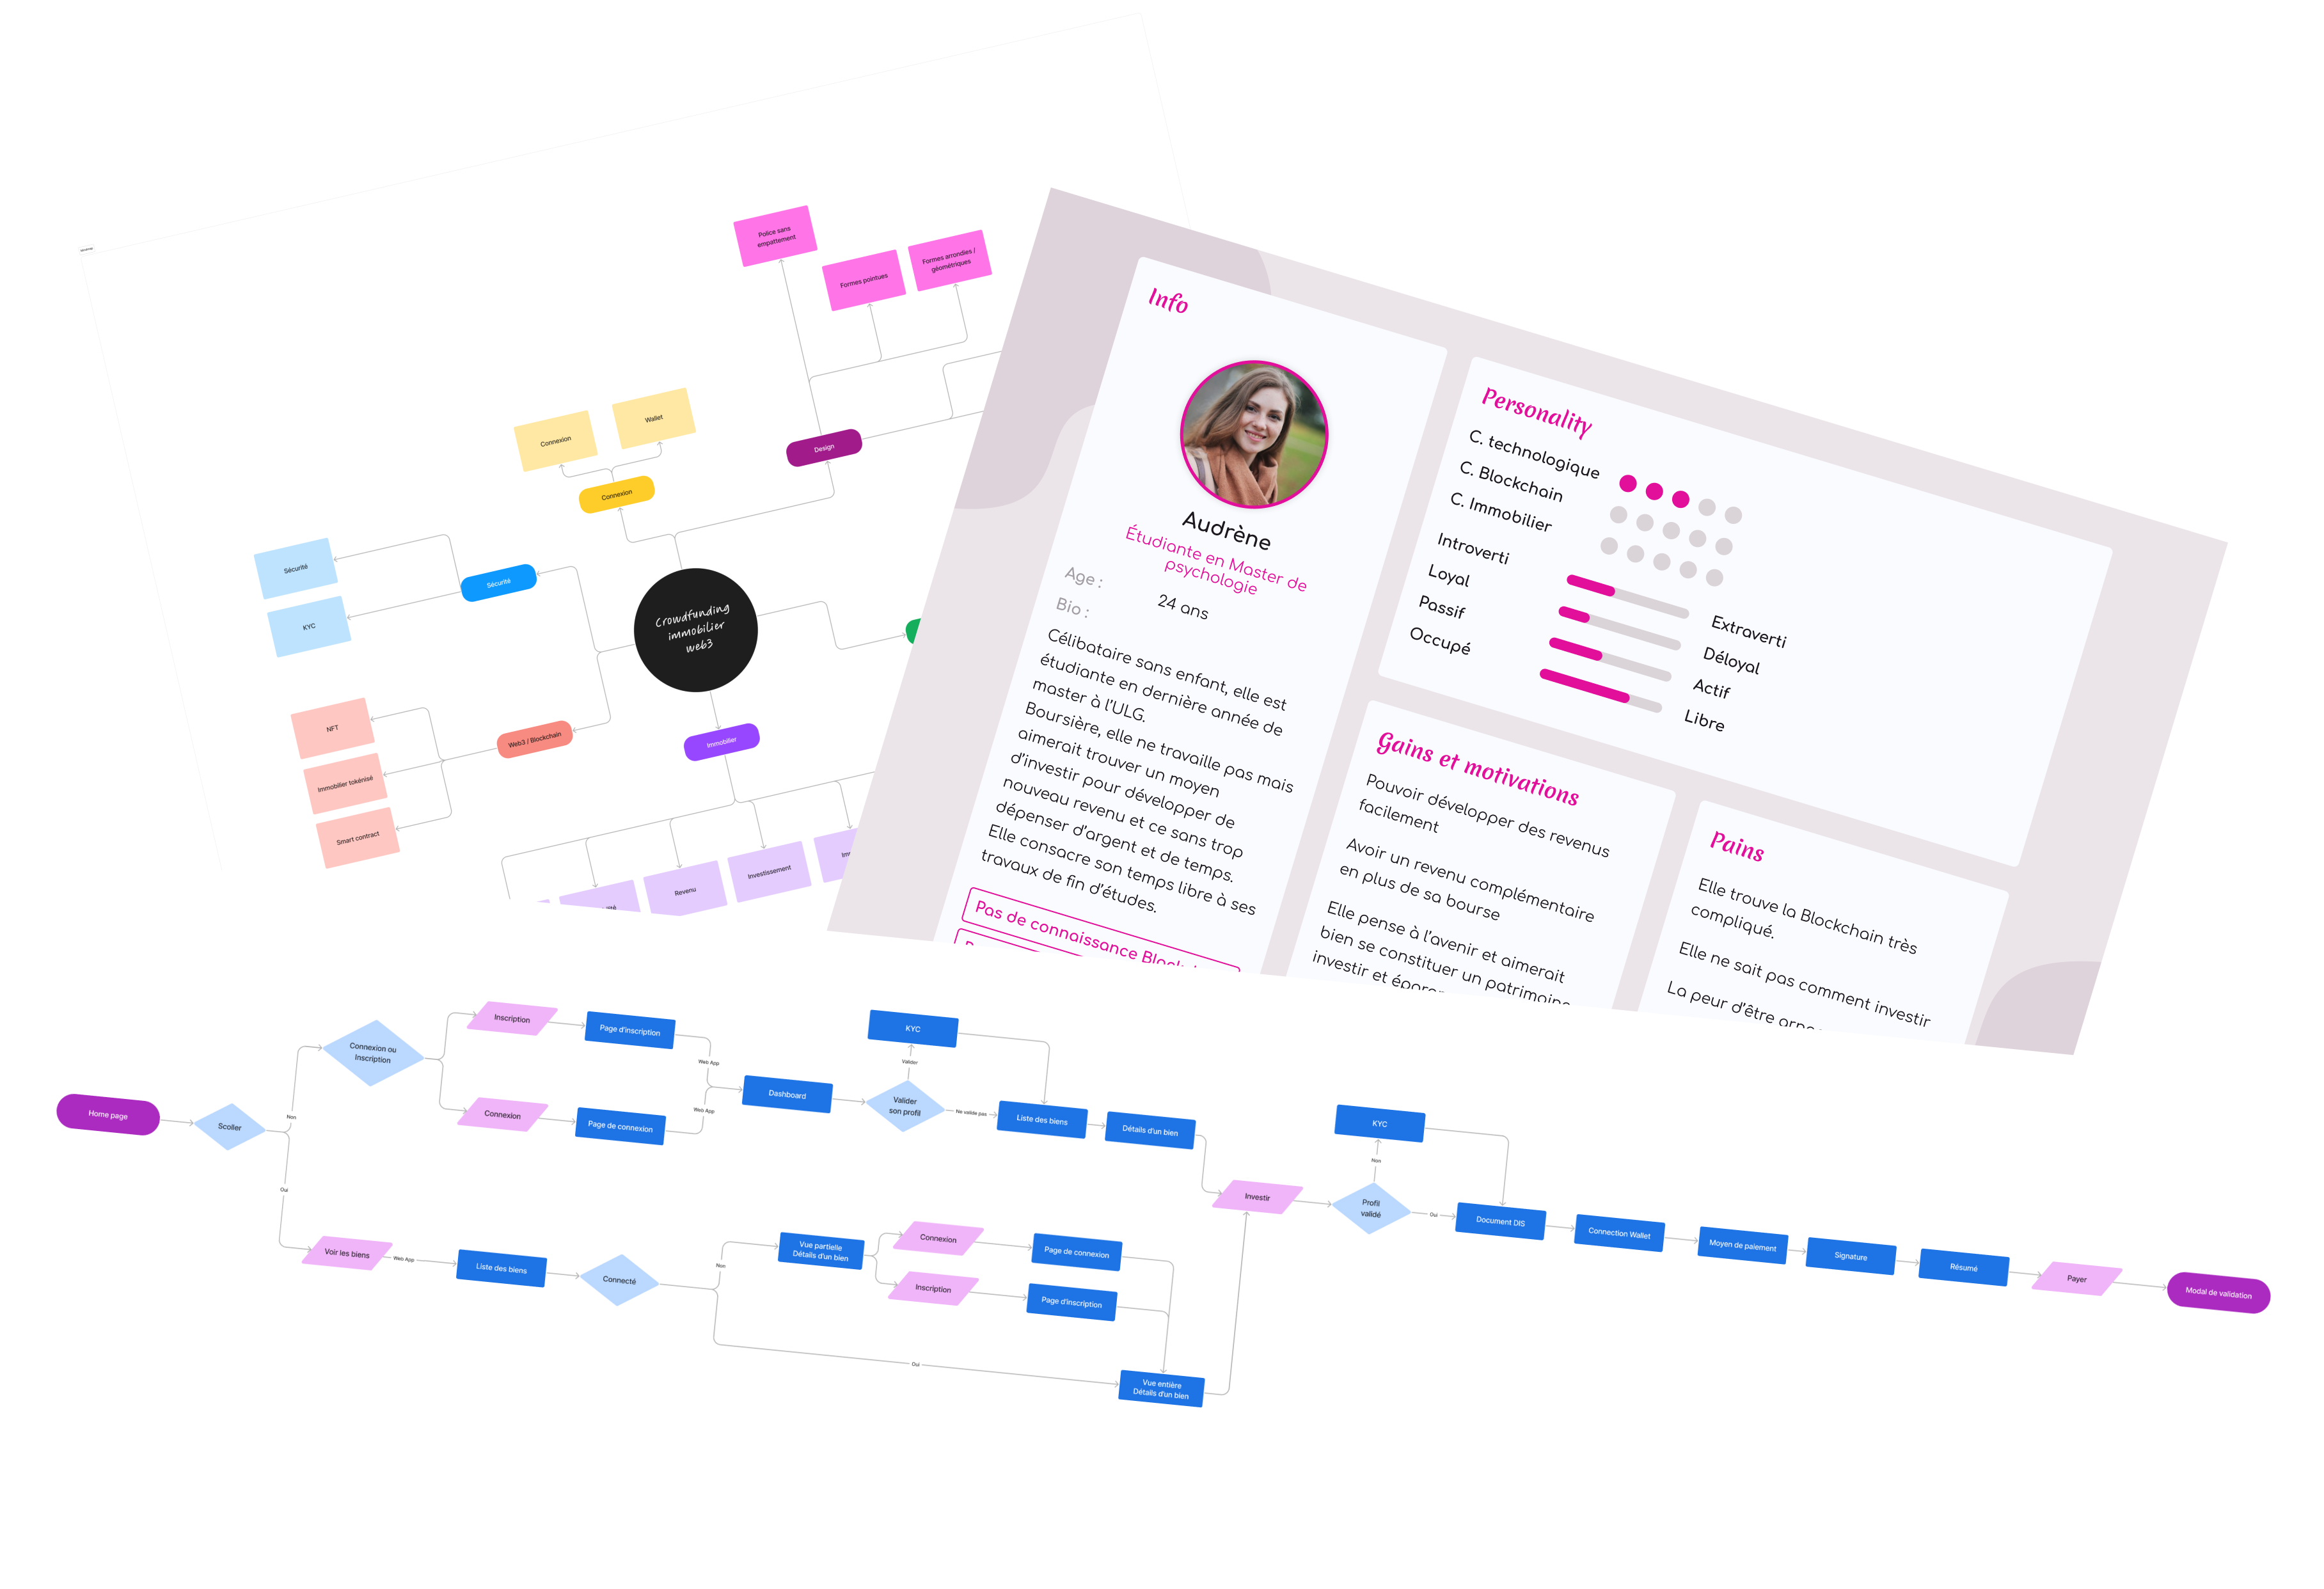 Police sans
empattement
Formes pointues
Formes arrondies /
géométriques
Connexion
Wallet
Design
Connexion
Sécurité
KYC
Sécurité
Crowdfunding
immobilier
web3
NFT
Immobilier tokénisé
Smart contract
Web3 / Blockchain
Immobilier
Revenu
Investissement
Info
Audrène
Étudiante en Master de
psychologie
Age :
24 ans
Bio :
Célibataire sans enfant, elle est
étudiante en dernière année de
master à l'ULG.
Boursière, elle ne travaille pas mais
aimerait trouver un moyen
d'investir pour développer de
nouveau revenu et ce sans trop
dépenser d'argent et de temps.
Elle consacre son temps libre à ses
travaux de fin d'études.
Pas de connaissance
Personality
C. technologique
C. Blockchain
C. Immobilier
Introverti
Extraverti
Loyal
Déloyal
Passif
Actif
Occupé
Libre
Gains et motivations
Pouvoir développer des revenus
facilement
Avoir un revenu complémentaire
en plus de sa bourse
Elle pense à l'avenir et aimerait
bien se constituer un patrimoine
investir et
Pains
Elle trouve la Blockchain très
compliqué.
Elle ne sait pas comment investir
La peur d'être
Home page
Scoller
Non
Oui
Connexion ou
Inscription
Inscription
Page d'inscription
Web App
Connexion
Page de connexion
Web App
Dashboard
Valider
son profil
Valider
KYC
Ne valide pas
Liste des biens
Détails d'un bien
Voir les biens
Web App
Liste des biens
Connecté
Non
Oui
Vue partielle
Détails d'un bien
Connexion
Page de connexion
Inscription
Page d'inscription
Vue entière
Détails d'un bien
Investir
Profil
validé
Non
KYC
Oui
Document DIS
Connection Wallet
Moyen de paiement
Signature
Résumé
Payer
Modal de validation